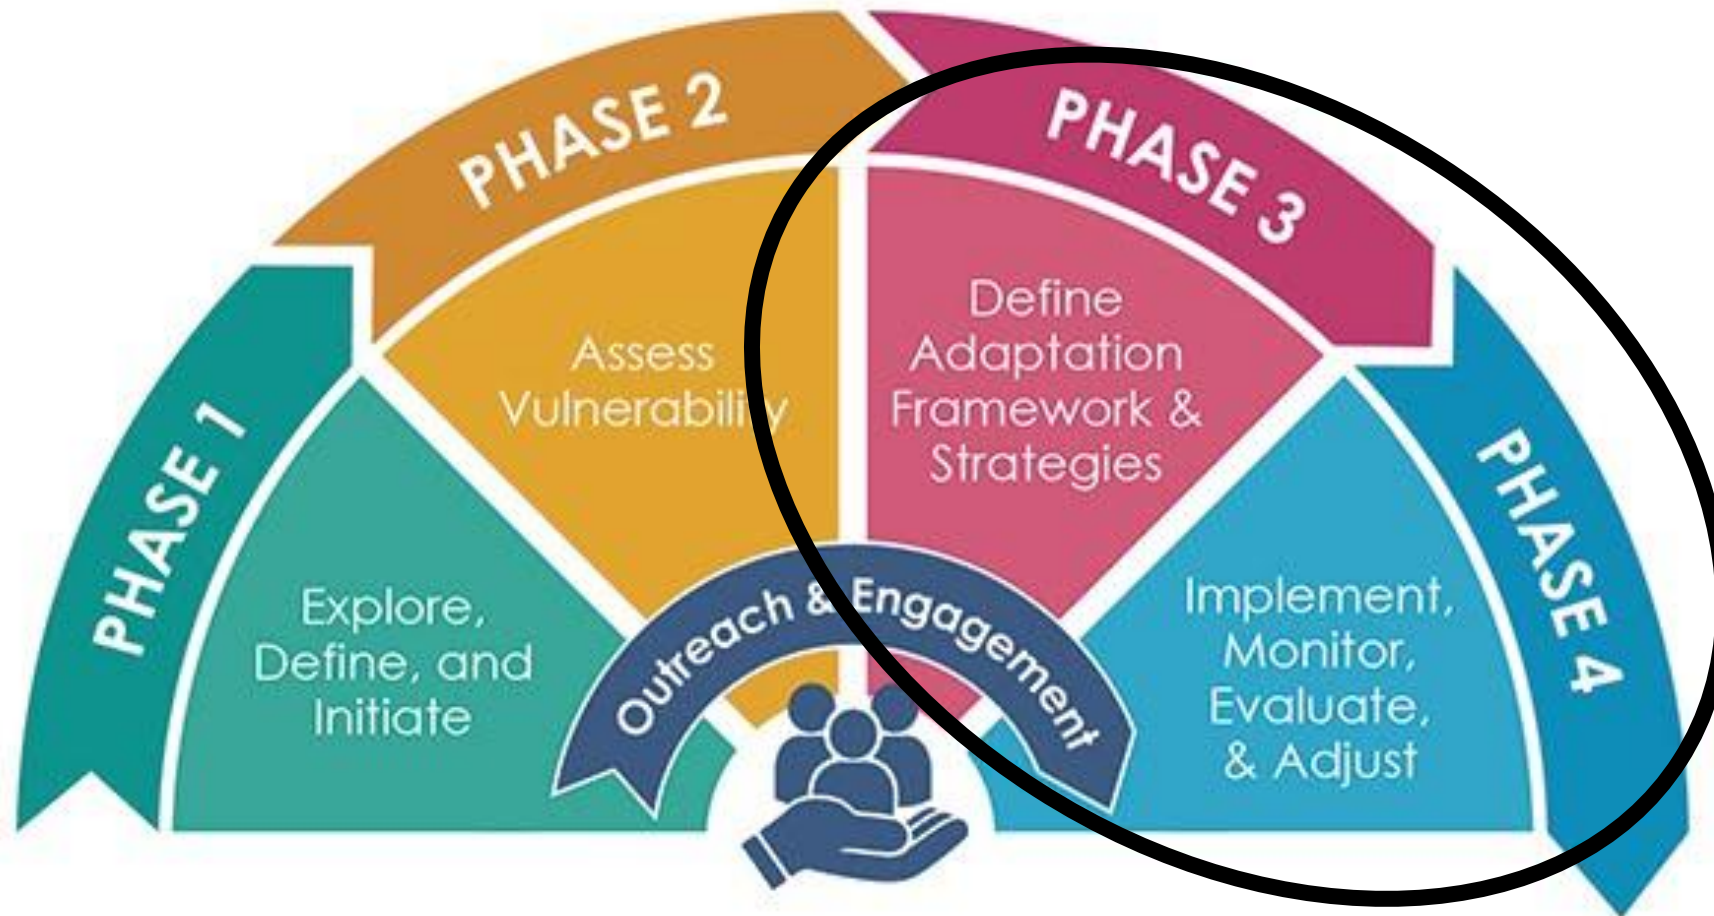 PHASE 1
Explore,
Define, and
Initiate
PHASE 2
Assess
Vulnerability
PHASE 3
Define
Adaptation
Framework &
Strategies
PHASE 4
Implement,
Monitor,
Evaluate,
& Adjust
Outreach & Engagement